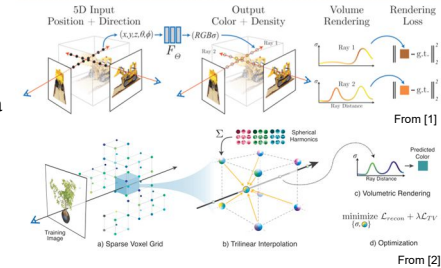 5D Input
Position + Direction
Output
Color + Density
Volume
Rendering
Rendering
Loss
(x,y,z,θ,ϕ)
F_Θ
(RGBσ)
Ray 1
Ray 2
σ
Ray 1
Ray 2
Ray Distance
‖ - g.t. ‖²₂
‖ - g.t. ‖²₂
a
From [1]
Σ
Spherical
Harmonics
σ
Ray Distance
Predicted
Color
c) Volumetric Rendering
Training
Image
a) Sparse Voxel Grid
b) Trilinear Interpolation
minimize L_recon + λL_TV
{σ, }
d) Optimization
From [2]